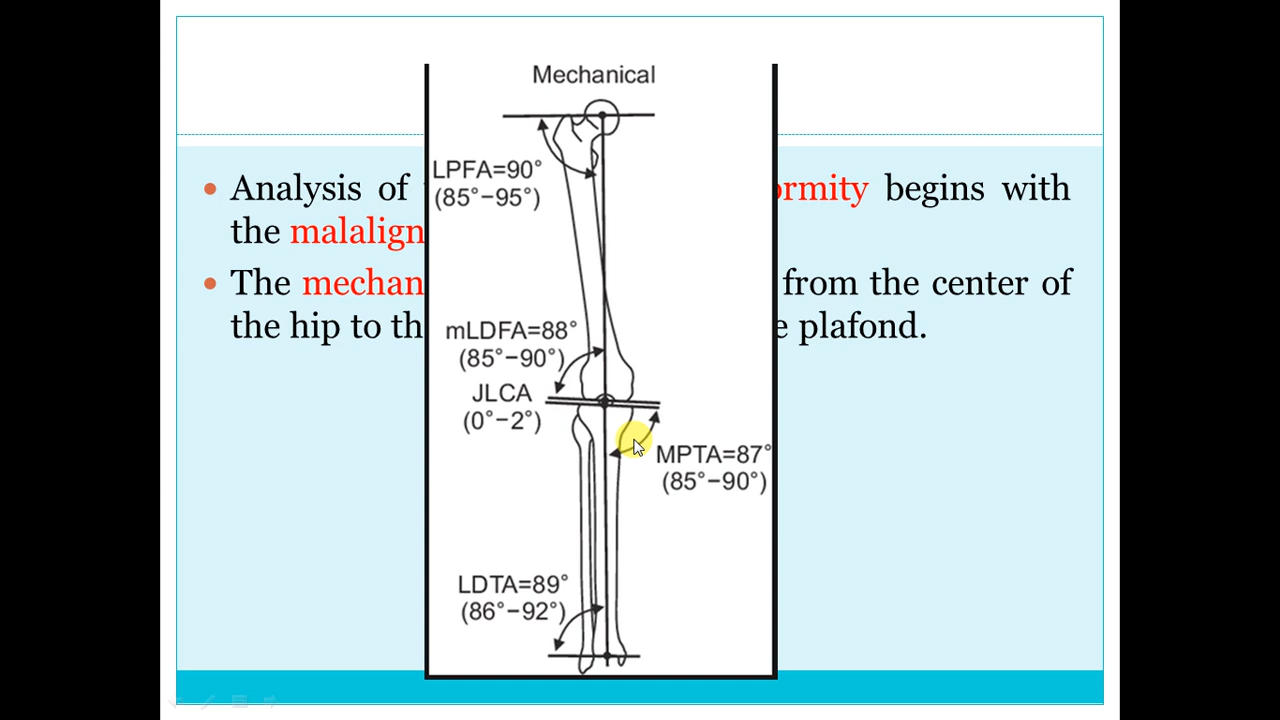 Mechanical
LPFA=90°
(85°−95°)
Analysis of ormity begins with
the malalign
The mechan from the center of
the hip to th e plafond.
mLDFA=88°
(85°−90°)
JLCA
(0°−2°)
MPTA=87°
(85°−90°)
LDTA=89°
(86°−92°)